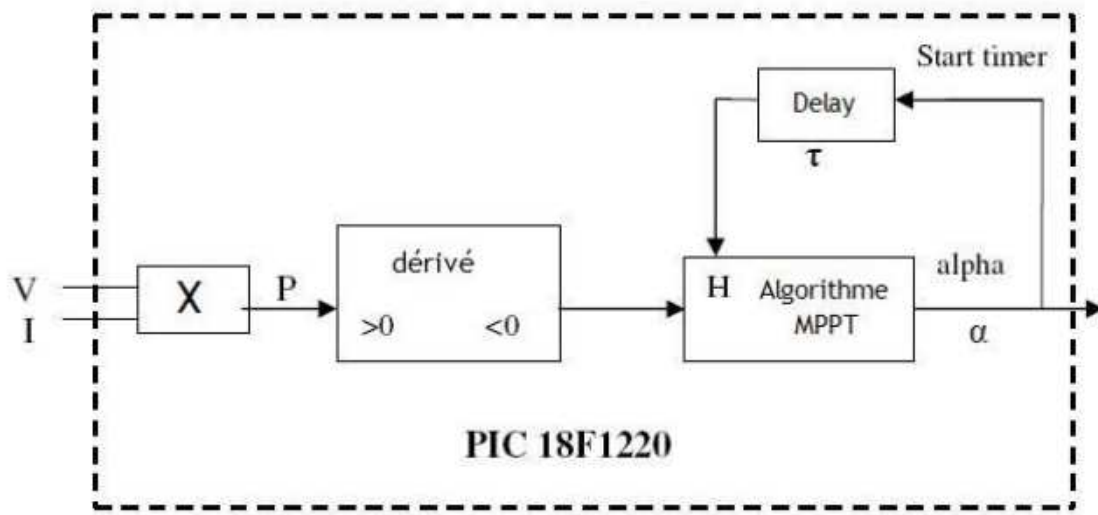 Start timer
Delay
τ
V
I
X
P
dérivé
>0 <0
H Algorithme
MPPT
alpha
α
PIC 18F1220